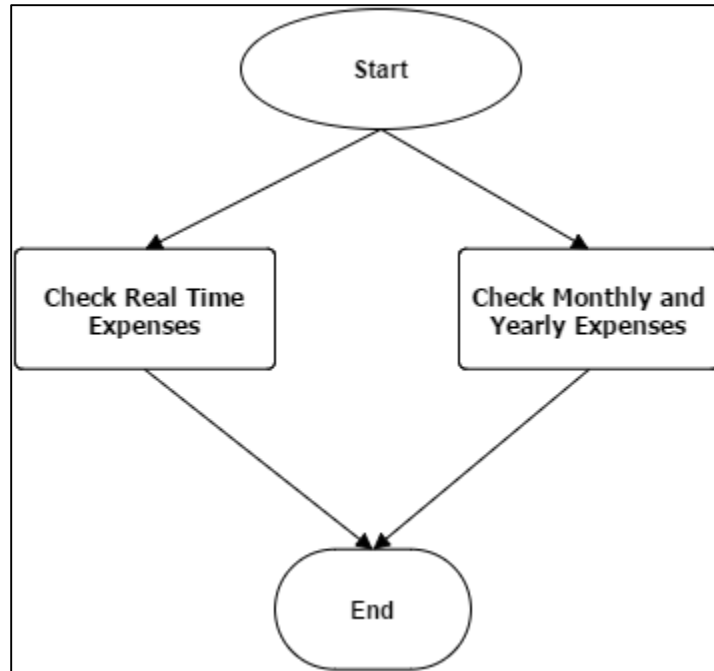 Start
Check Real Time
Expenses
Check Monthly and
Yearly Expenses
End